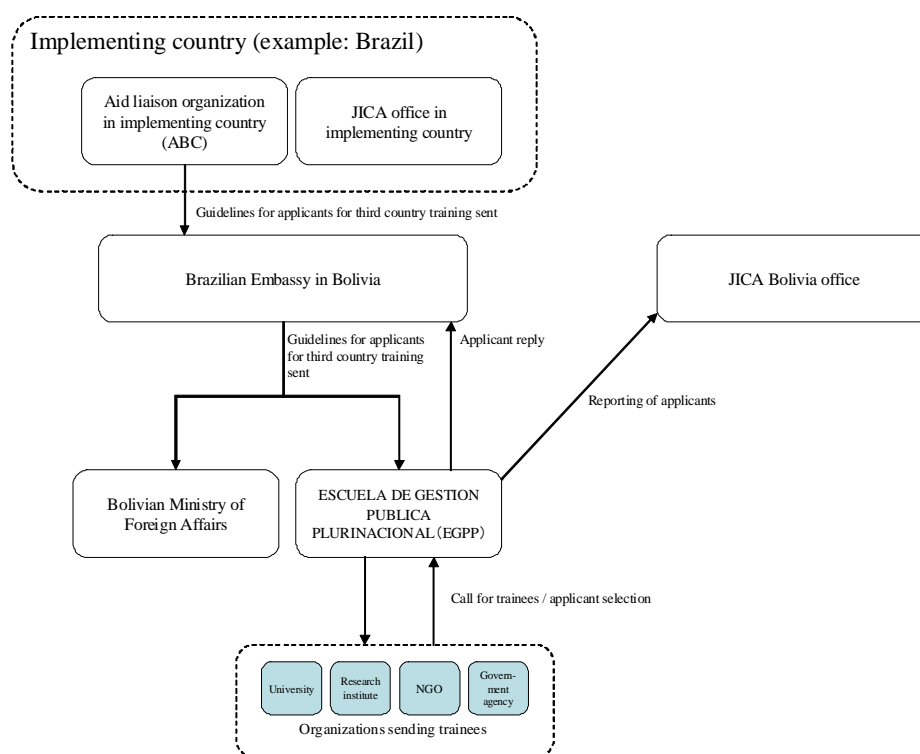 Implementing country (example: Brazil)
Aid liaison organization
in implementing country
(ABC)
JICA office in
implementing country
Guidelines for applicants for third country training sent
Brazilian Embassy in Bolivia
JICA Bolivia office
Guidelines for applicants
for third country training
sent
Applicant reply
Reporting of applicants
Bolivian Ministry of
Foreign Affairs
ESCUELA DE GESTION
PUBLICA
PLURINACIONAL(EGPP)
Call for trainees / applicant selection
University
Research
institute
NGO
Govern-
ment
agency
Organizations sending trainees